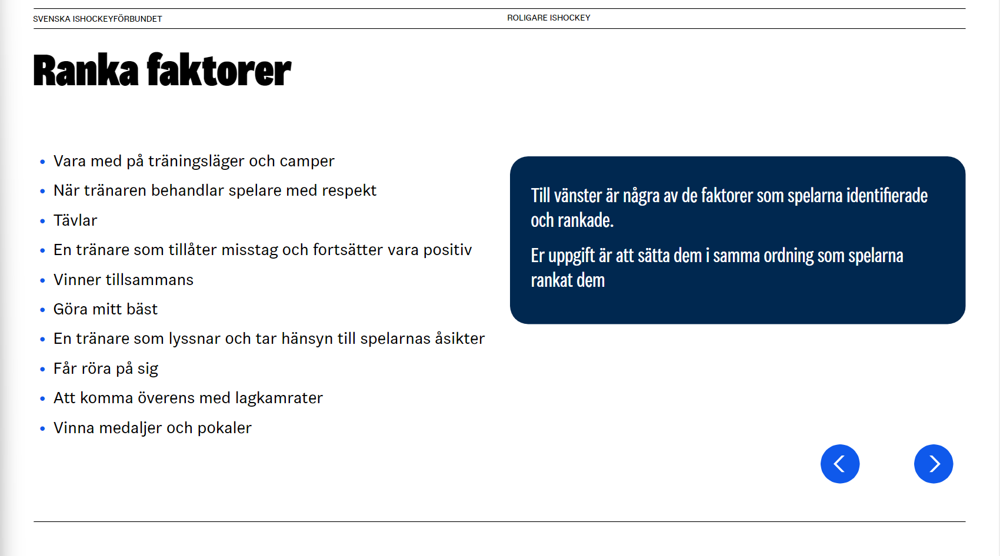 SVENSKA ISHOCKEYFÖRBUNDET
ROLIGARE ISHOCKEY
Ranka faktorer
• Vara med på träningsläger och camper
• När tränaren behandlar spelare med respekt
• Tävlar
• En tränare som tillåter misstag och fortsätter vara positiv
• Vinner tillsammans
• Göra mitt bäst
• En tränare som lyssnar och tar hänsyn till spelarnas åsikter
• Får röra på sig
• Att komma överens med lagkamrater
• Vinna medaljer och pokaler
Till vänster är några av de faktorer som spelarna identifierade
och rankade.
Er uppgift är att sätta dem i samma ordning som spelarna
rankat dem